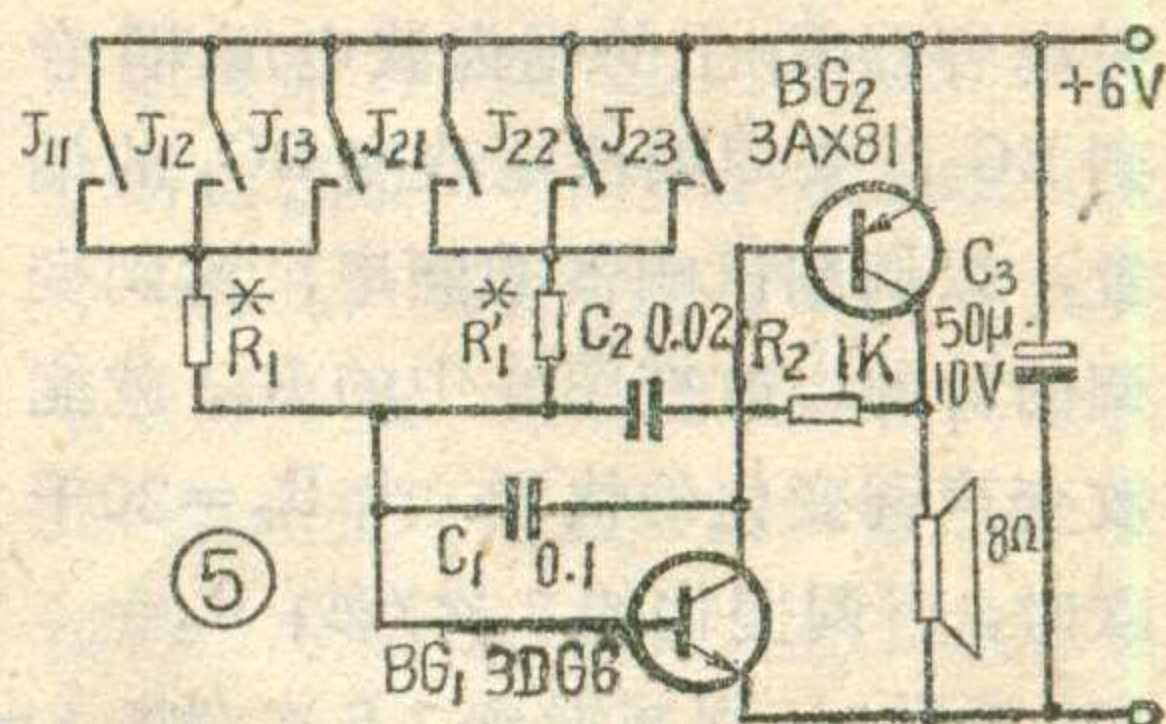 +6V
BG₂
3AX81
J₁₁ J₁₂ J₁₃ J₂₁ J₂₂ J₂₃
C₃
50μ
10V
R₁ *
R₁' *
C₂ 0.02
R₂ 1K
C₁ 0.1
8Ω
⑤
BG₁ 3DG6